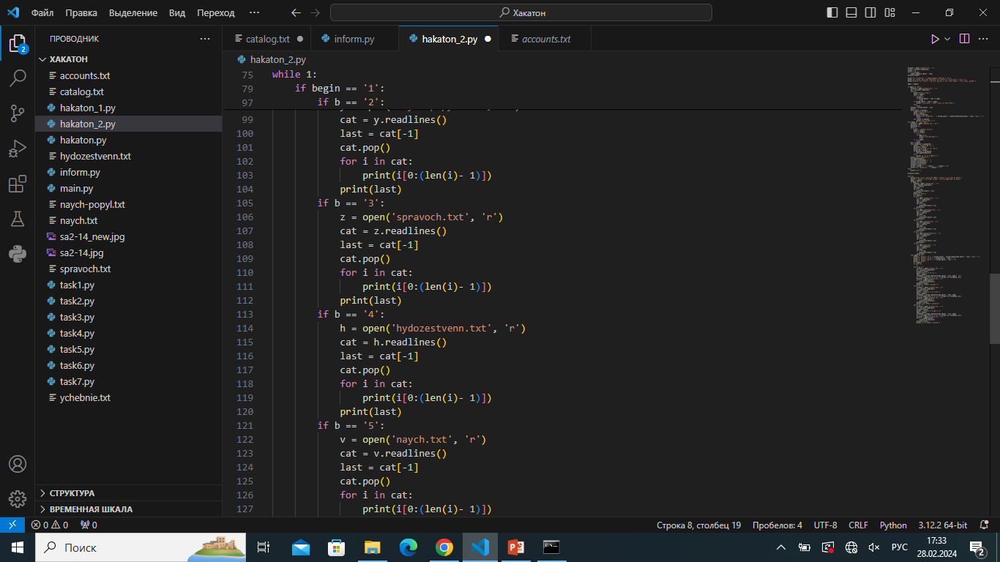 Файл Правка Выделение Вид Переход ···
Хакатон
ПРОВОДНИК
catalog.txt
inform.py
hakaton_2.py
accounts.txt
ХАКАТОН
accounts.txt
catalog.txt
hakaton_1.py
hakaton_2.py
hakaton.py
hydozestvenn.txt
inform.py
main.py
naych-popyl.txt
naych.txt
sa2-14_new.jpg
sa2-14.jpg
spravoch.txt
task1.py
task2.py
task3.py
task4.py
task5.py
task6.py
task7.py
ychebnie.txt
СТРУКТУРА
ВРЕМЕННАЯ ШКАЛА
2
hakaton_2.py
75 while 1:
79 if begin == '1':
97 if b == '2':
99 cat = y.readlines()
100 last = cat[-1]
101 cat.pop()
102 for i in cat:
103 print(i[0:(len(i)- 1)])
104 print(last)
105 if b == '3':
106 z = open('spravoch.txt', 'r')
107 cat = z.readlines()
108 last = cat[-1]
109 cat.pop()
110 for i in cat:
111 print(i[0:(len(i)- 1)])
112 print(last)
113 if b == '4':
114 h = open('hydozestvenn.txt', 'r')
115 cat = h.readlines()
116 last = cat[-1]
117 cat.pop()
118 for i in cat:
119 print(i[0:(len(i)- 1)])
120 print(last)
121 if b == '5':
122 v = open('naych.txt', 'r')
123 cat = v.readlines()
124 last = cat[-1]
125 cat.pop()
126 for i in cat:
127 print(i[0:(len(i)- 1)])
0 0 0
Строка 8, столбец 19 Пробелов: 4 UTF-8 CRLF Python 3.12.2 64-bit
Поиск
РУС
17:33
28.02.2024
2